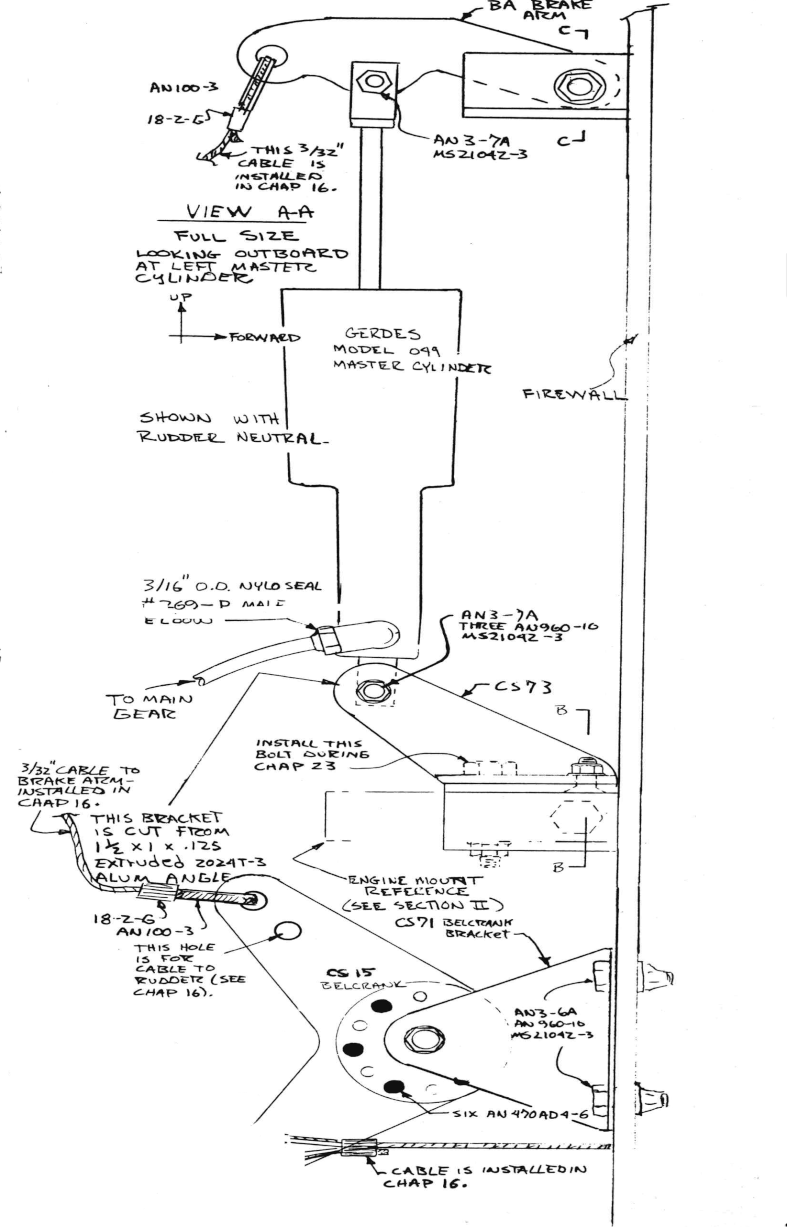 BA BRAKE
ARM
C
AN100-3
18-2-G
THIS 3/32"
CABLE IS
INSTALLED
IN CHAP 16.
AN3-7A
MS21042-3
C
VIEW A-A
FULL SIZE
LOOKING OUTBOARD
AT LEFT MASTER
CYLINDER
UP
FORWARD
GERDES
MODEL 099
MASTER CYLINDER
FIREWALL
SHOWN WITH
RUDDER NEUTRAL.
3/16" O.D. NYLOSEAL
#269-P MALE
ELBOW
AN3-7A
THREE AN960-10
MS21042-3
TO MAIN
GEAR
CS73
B
INSTALL THIS
BOLT DURING
CHAP 23
3/32" CABLE TO
BRAKE ARM-
INSTALLED IN
CHAP 16.
THIS BRACKET
IS CUT FROM
1½ x 1 x .125
Extruded 2024T-3
ALUM ANGLE
B
ENGINE MOUNT
REFERENCE
(SEE SECTION II)
18-2-G
AN100-3
CS71 BELCRANK
BRACKET
THIS HOLE
IS FOR
CABLE TO
RUDDER (SEE
CHAP 16).
CS15
BELCRANK
AN3-6A
AN960-10
MS21042-3
SIX AN470AD4-6
CABLE IS INSTALLED IN
CHAP 16.